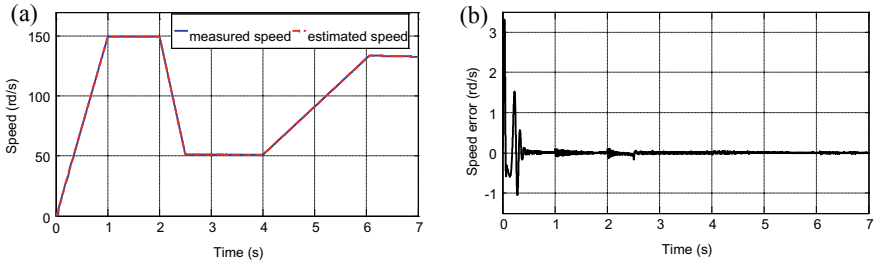 (a)
measured speed estimated speed
150
100
50
0
Speed (rd/s)
0 1 2 3 4 5 6 7
Time (s)
(b)
3
2
1
0
-1
Speed error (rd/s)
0 1 2 3 4 5 6 7
Time (s)